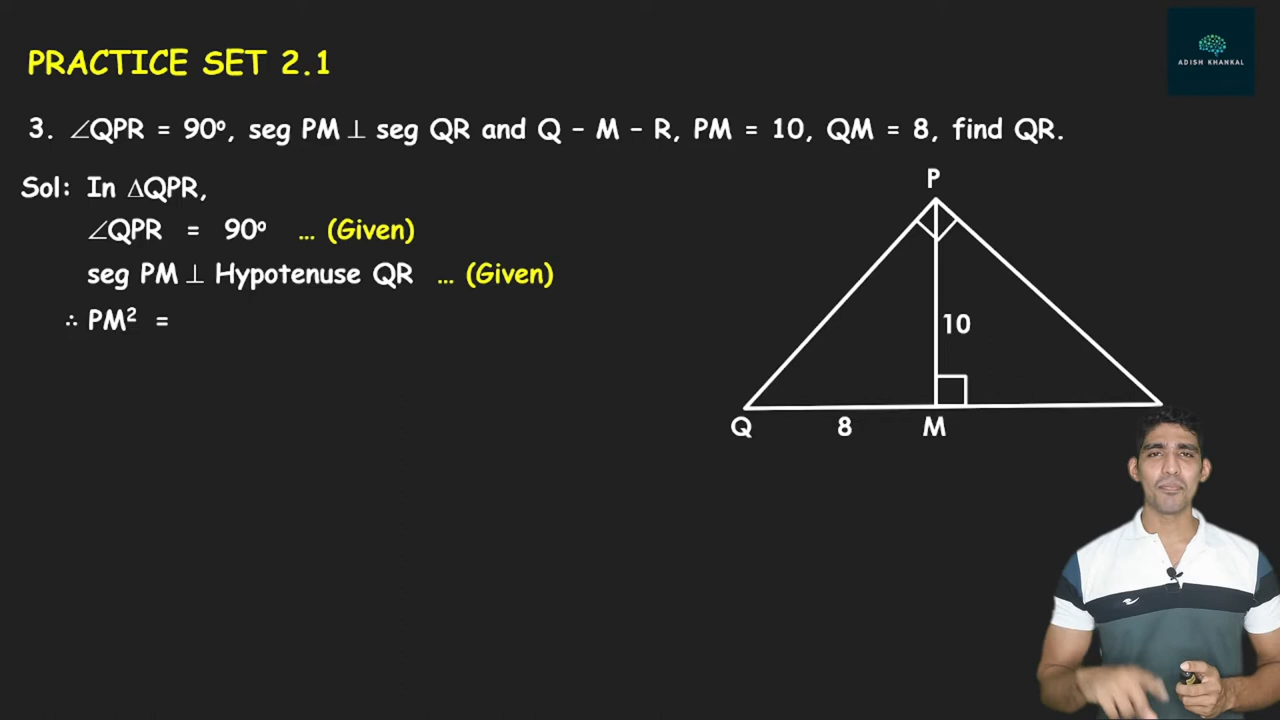 PRACTICE SET 2.1
ADISH KHANKAL
3. ∠QPR = 90°, seg PM ⊥ seg QR and Q – M – R, PM = 10, QM = 8, find QR.
Sol: In ΔQPR,
∠QPR = 90° ... (Given)
seg PM ⊥ Hypotenuse QR ... (Given)
∴ PM² =
P
10
Q 8 M